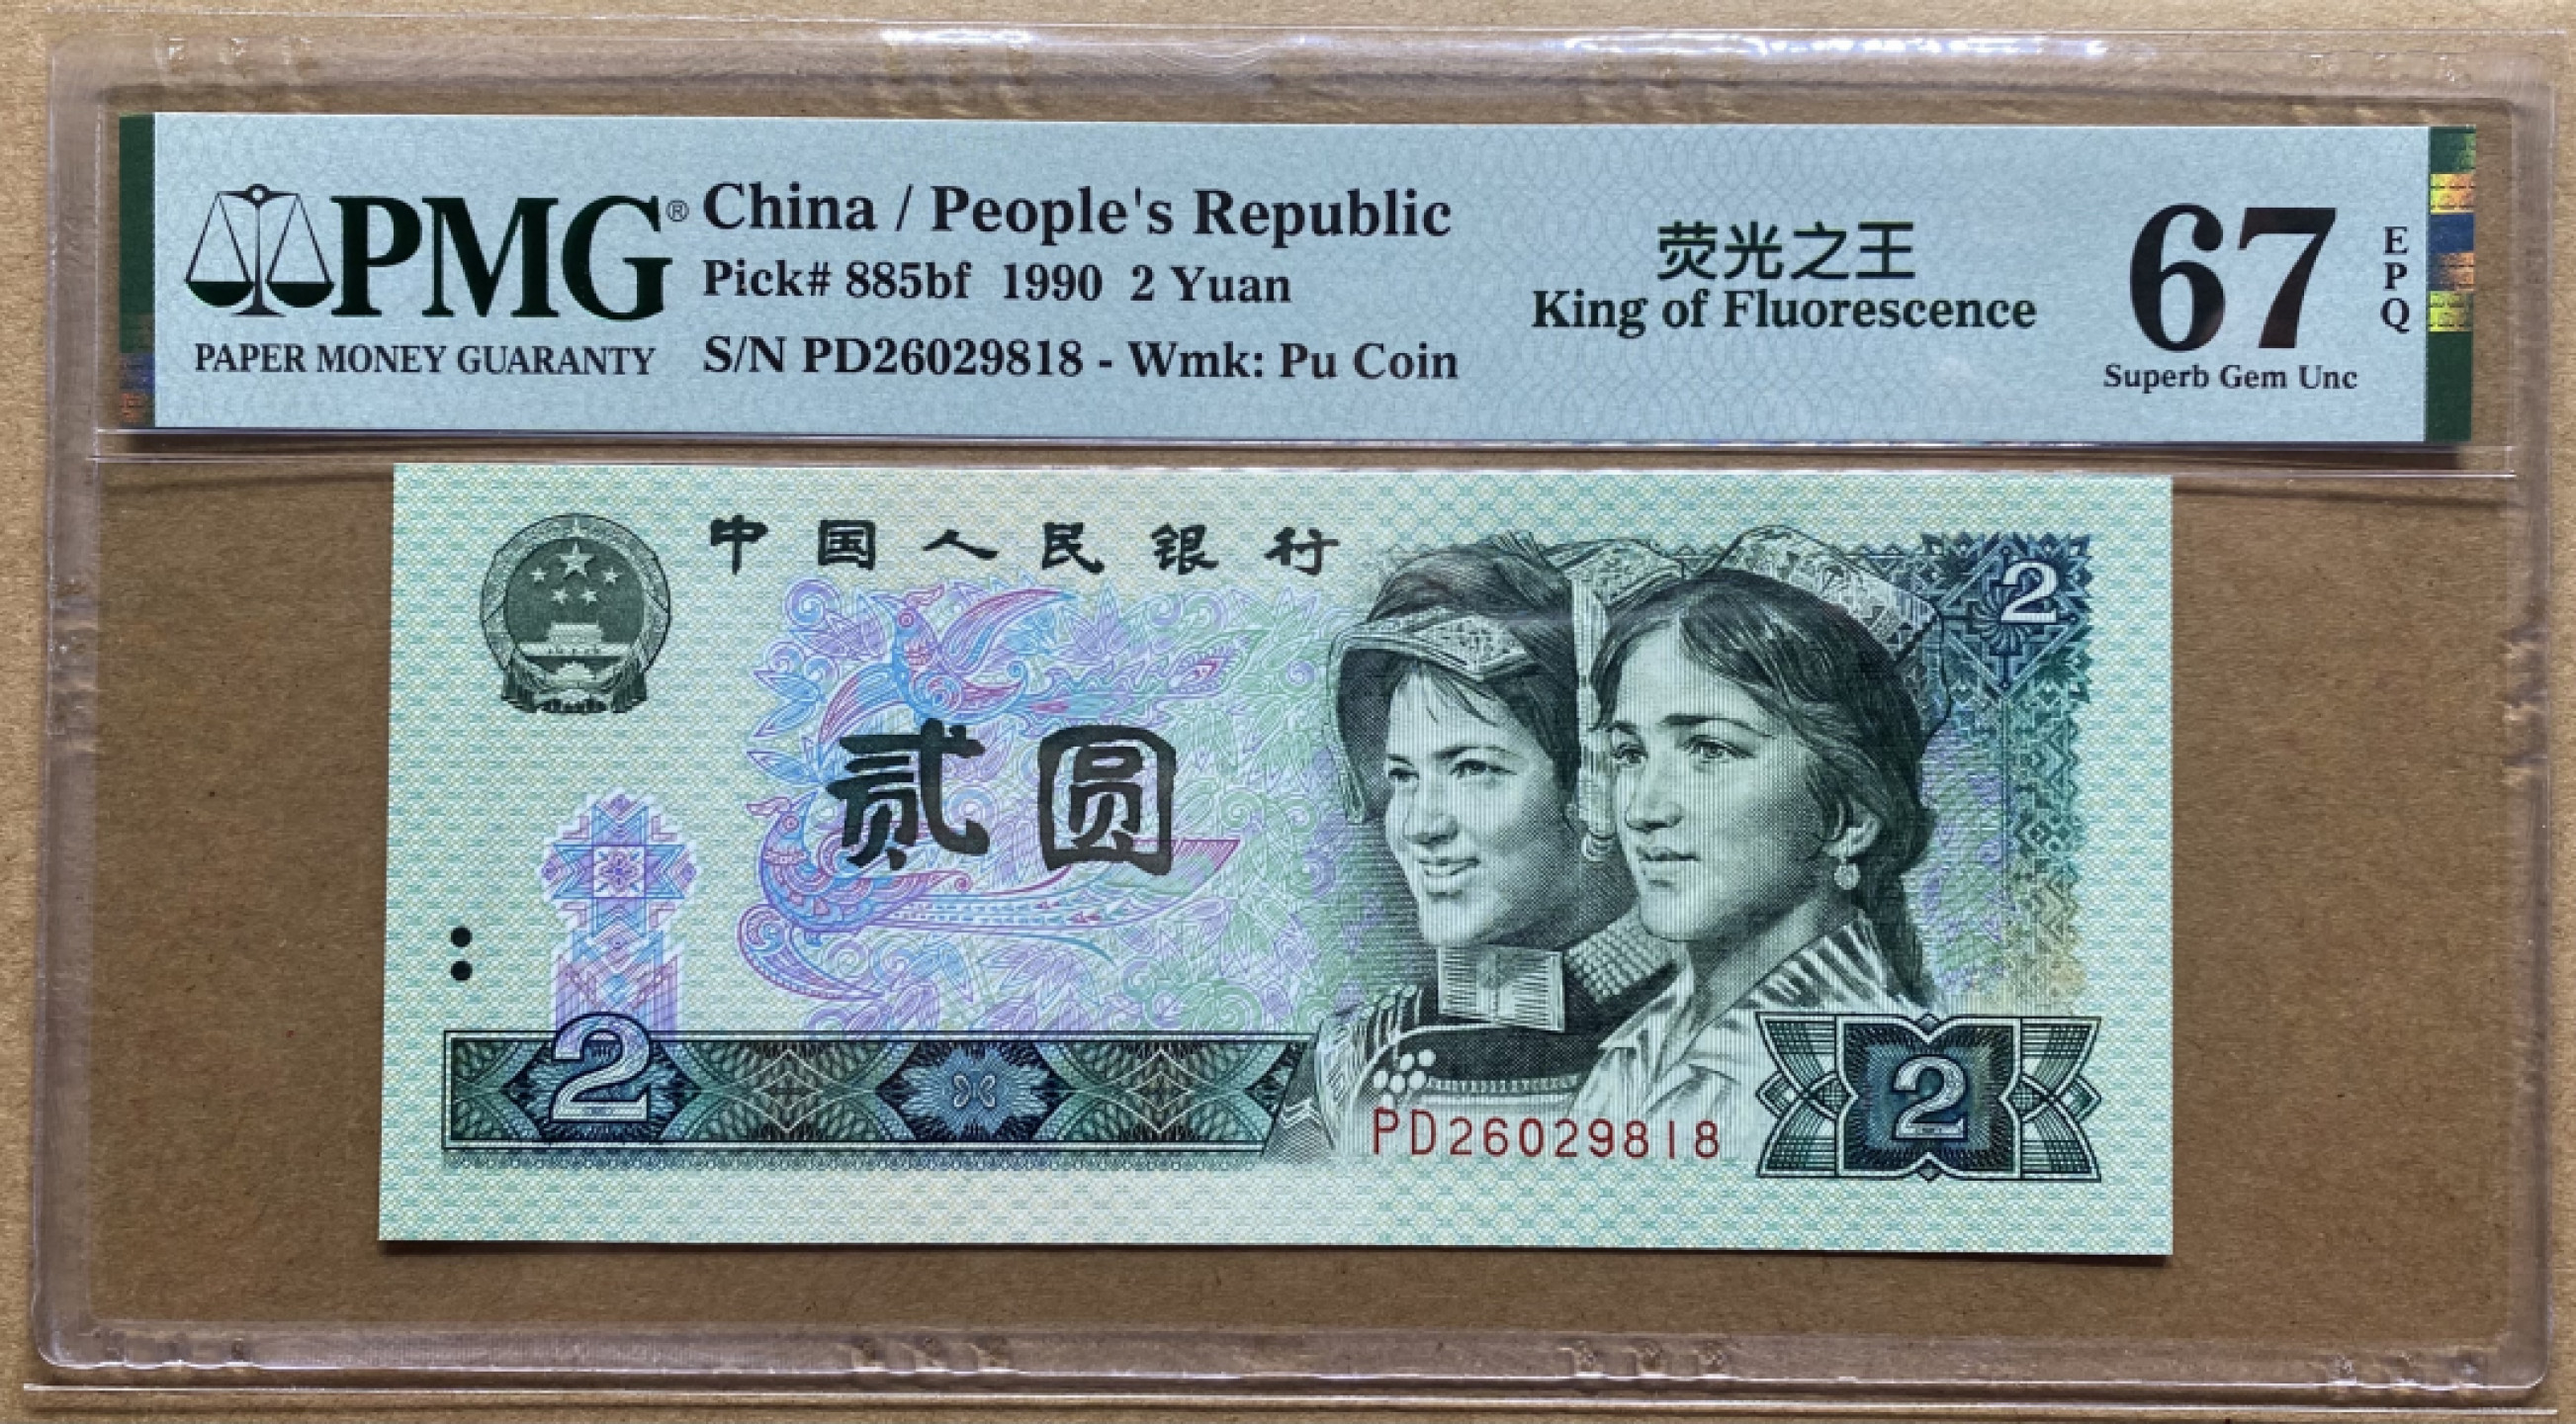 PMG®
PAPER MONEY GUARANTY
China / People's Republic
Pick# 885bf 1990 2 Yuan
S/N PD26029818 - Wmk: Pu Coin
荧光之王
King of Fluorescence
67
EPQ
Superb Gem Unc
中国人民银行
2
贰圆
2
2
PD26029818